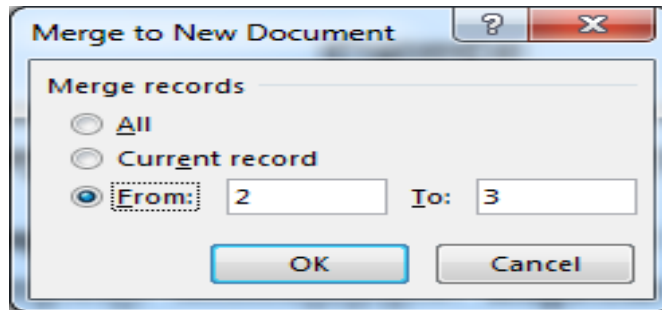 Merge to New Document ?
Merge records
All
Current record
From: 2 To: 3
OK Cancel